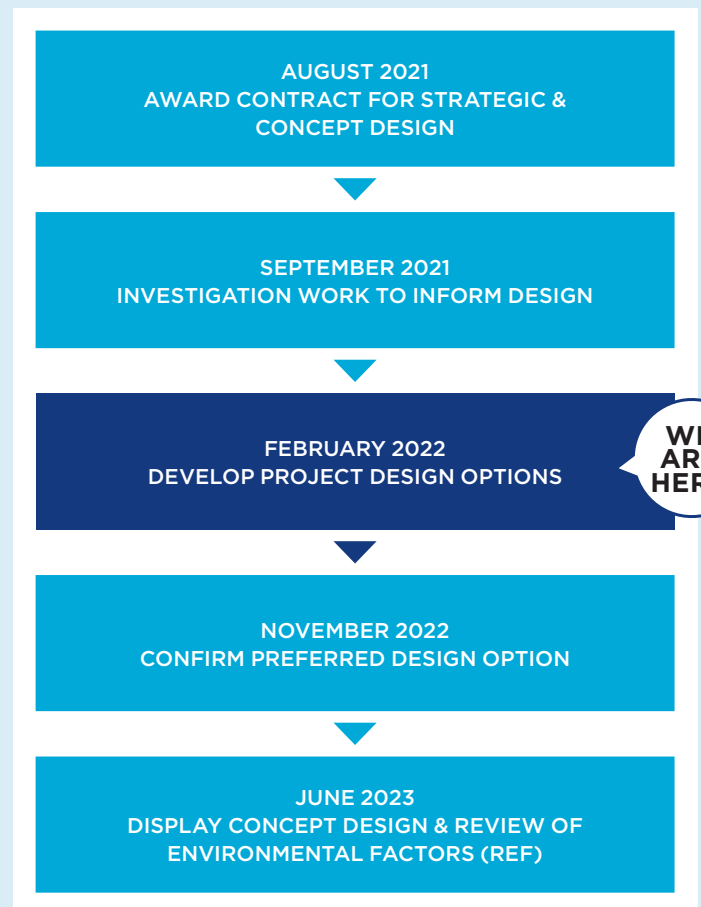 AUGUST 2021
AWARD CONTRACT FOR STRATEGIC &
CONCEPT DESIGN
SEPTEMBER 2021
INVESTIGATION WORK TO INFORM DESIGN
FEBRUARY 2022
DEVELOP PROJECT DESIGN OPTIONS
NOVEMBER 2022
CONFIRM PREFERRED DESIGN OPTION
JUNE 2023
DISPLAY CONCEPT DESIGN & REVIEW OF
ENVIRONMENTAL FACTORS (REF)